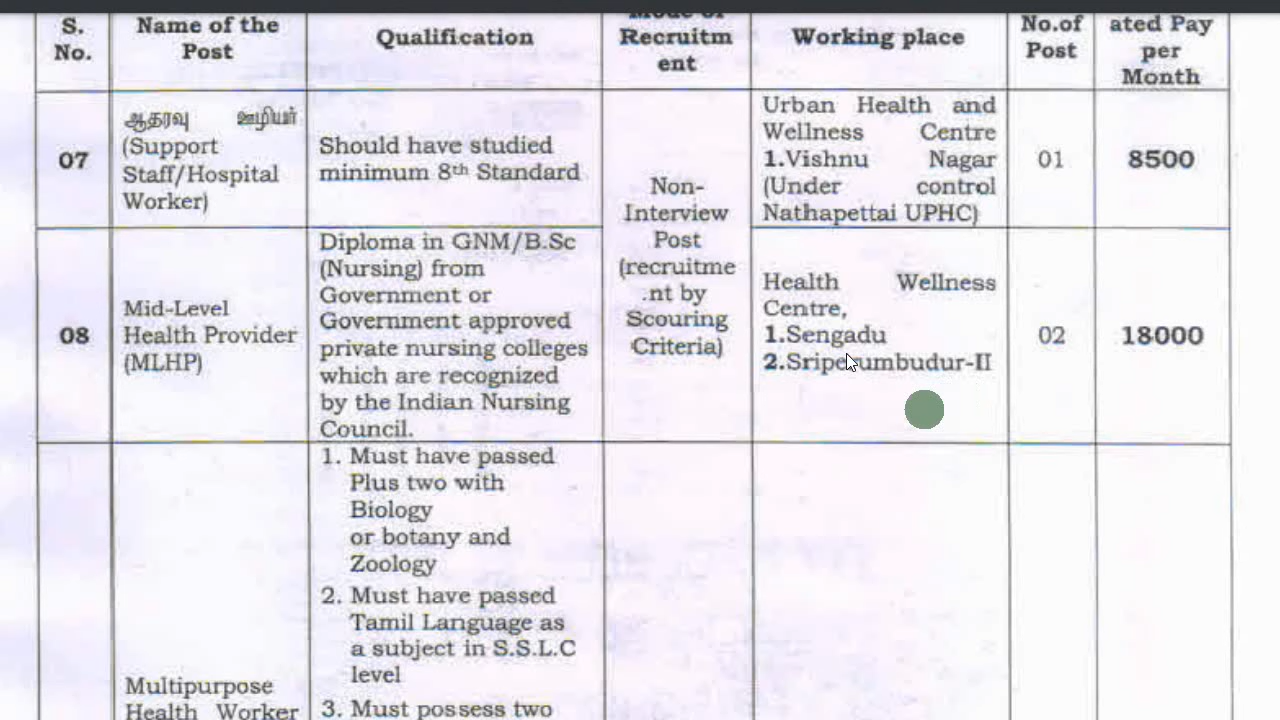 S.
No.
Name of the
Post
Qualification
Mode of
Recruitm
ent
Working place
No.of
Post
ated Pay
per
Month
07
ஆதரவு ஊழியர்
(Support
Staff/Hospital
Worker)
Should have studied
minimum 8th Standard
Non-
Interview
Post
(recruitme
.nt by
Scouring
Criteria)
Urban Health and
Wellness Centre
1.Vishnu Nagar
(Under control
Nathapettai UPHC)
01
8500
08
Mid-Level
Health Provider
(MLHP)
Diploma in GNM/B.Sc
(Nursing) from
Government or
Government approved
private nursing colleges
which are recognized
by the Indian Nursing
Council.
Health Wellness
Centre,
1.Sengadu
2.Sriperumbudur-II
02
18000
Multipurpose
Health Worker
1. Must have passed
Plus two with
Biology
or botany and
Zoology
2. Must have passed
Tamil Language as
a subject in S.S.L.C
level
3. Must possess two